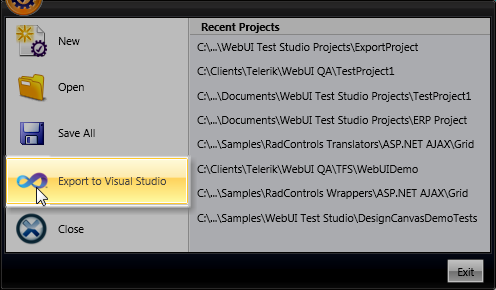 New
Open
Save All
Export to Visual Studio
Close
Recent Projects
C:\...\WebUI Test Studio Projects\ExportProject
C:\Clients\Telerik\WebUI QA\TestProject1
C:\...\Documents\WebUI Test Studio Projects\TestProject1
C:\...\Documents\WebUI Test Studio Projects\ERP Project
C:\...\Samples\RadControls Translators\ASP.NET AJAX\Grid
C:\Clients\Telerik\WebUI QA\TFS\WebUIDemo
C:\...\Samples\RadControls Wrappers\ASP.NET AJAX\Grid
C:\...\Samples\WebUI Test Studio\DesignCanvasDemoTests
Exit